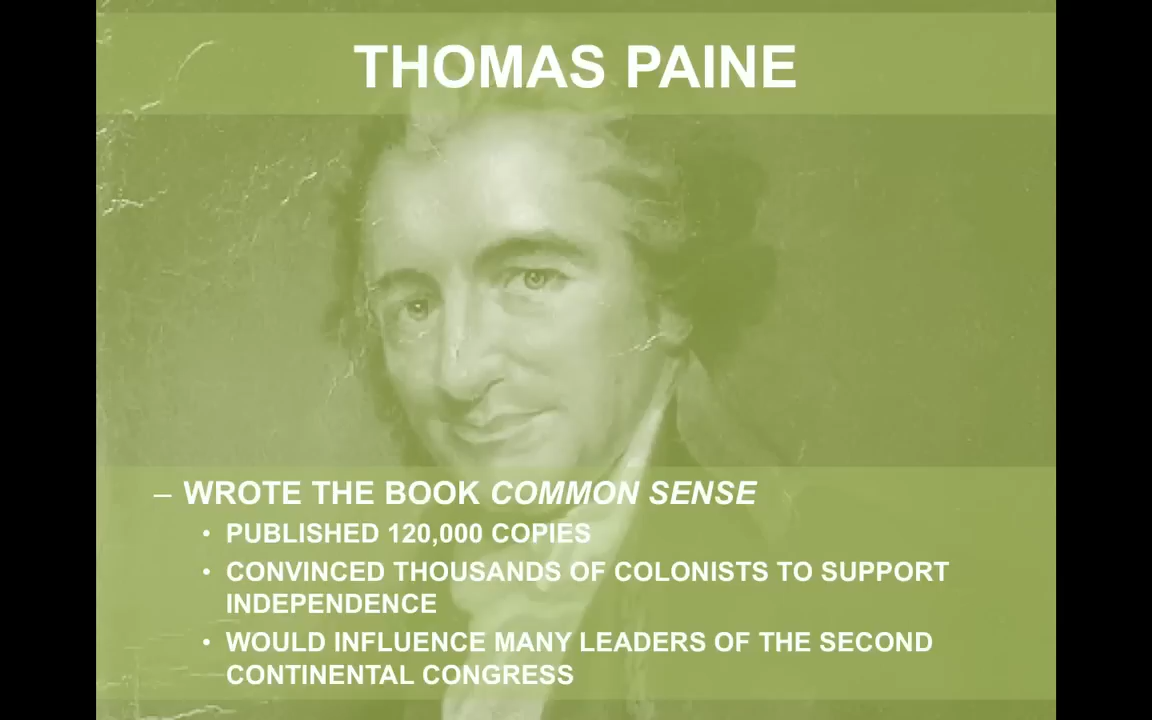 THOMAS PAINE
– WROTE THE BOOK COMMON SENSE
• PUBLISHED 120,000 COPIES
• CONVINCED THOUSANDS OF COLONISTS TO SUPPORT
INDEPENDENCE
• WOULD INFLUENCE MANY LEADERS OF THE SECOND
CONTINENTAL CONGRESS